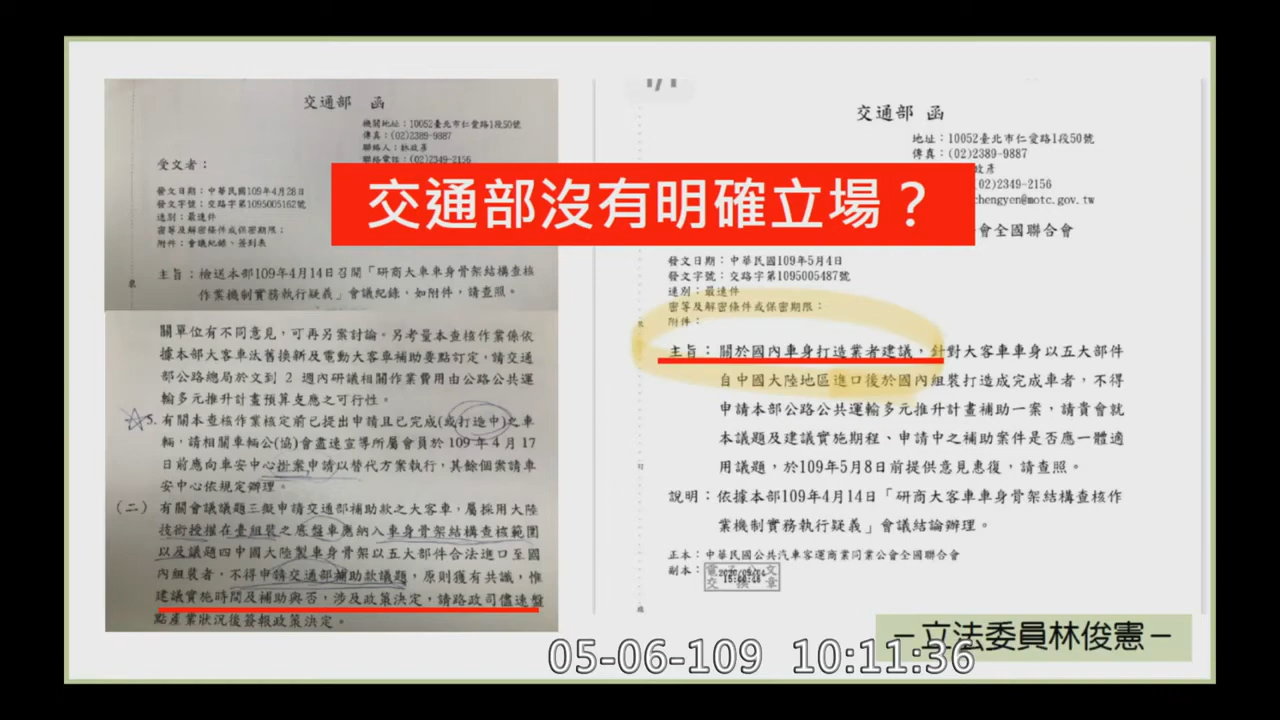 交通部 函
機關地址：10052臺北市仁愛路1段50號
傳真：(02)2389-9887
聯絡電話：(02)2349-2156
受文者：
發文日期：中華民國109年4月28日
發文字號：交路字第1095005162號
速別：最速件
密等及解密條件或保密期限：
附件：會議紀錄、簽到表
主旨：檢送本部109年4月14日召開「研商大車車身骨架結構查核
作業機制實務執行疑義」會議紀錄，如附件，請查照。
關單位有不同意見，可再另案討論。另考量本查核作業係依
據本部大客車汰舊換新及電動大客車補助要點訂定，請交通
部公路總局於文到 2 週內研議相關作業費用由公路公共運
輸多元推升計畫預算支應之可行性。
5. 有關本查核作業核定前已提出申請且已完成(或打造中)之車
輛，請相關車輛公(協)會儘速宣導所屬會員於 109 年 4 月 17
日前應向車安中心掛案申請以替代方案執行，其餘個案請車
安中心依規定辦理。
(二) 有關會議議題三擬申請交通部補助款之大客車，屬採用大陸
技術授權在臺組裝之底盤車應納入車身骨架結構查核範圍
以及議題四中國大陸製車身骨架以五大部件合法進口至國
內組裝者，不得申請交通部補助款議題，原則獲有共識，惟
建議實施時間及補助與否，涉及政策決定，請路政司儘速盤
點產業狀況後簽報政策決定。
交通部沒有明確立場？
1/1
交通部 函
地址：10052臺北市仁愛路1段50號
傳真：(02)2389-9887
政彥
(02)2349-2156
chengyen@motc.gov.tw
會全國聯合會
發文日期：中華民國109年5月4日
發文字號：交路字第1095005487號
速別：最速件
密等及解密條件或保密期限：
附件：
主旨：關於國內車身打造業者建議，針對大客車車身以五大部件
自中國大陸地區進口後於國內組裝打造成完成車者，不得
申請本部公路公共運輸多元推升計畫補助一案，請貴會就
本議題及建議實施期程、申請中之補助案件是否應一體適
用議題，於109年5月8日前提供意見惠復，請查照。
說明：依據本部109年4月14日「研商大客車車身骨架結構查核作
業機制實務執行疑義」會議結論辦理。
正本：中華民國公共汽車客運商業同業公會全國聯合會
副本：
電子公文
2020/05/04
交換章
－立法委員林俊憲－
05-06-109 10:11:36